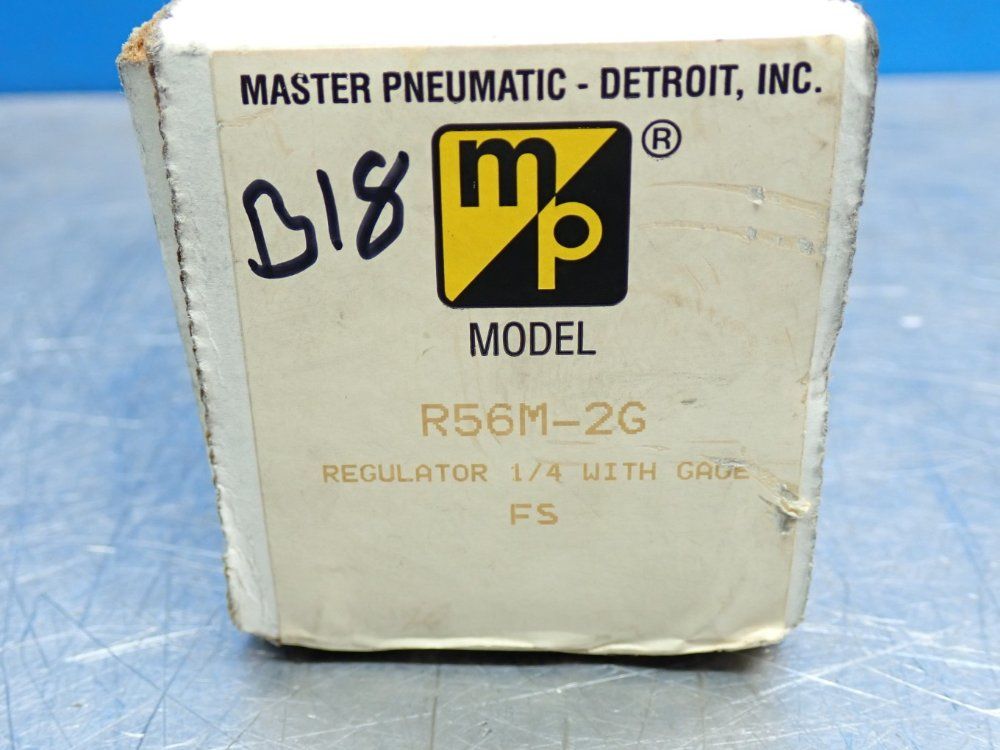 MASTER PNEUMATIC - DETROIT, INC.
B18
mp ®
MODEL
R56M-2G
REGULATOR 1/4 WITH GAGE
FS